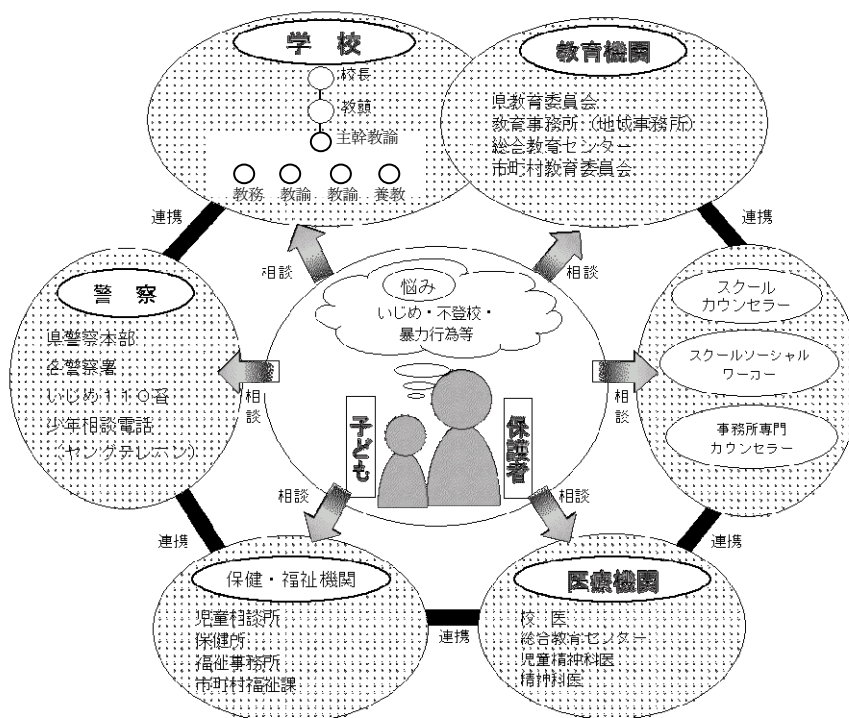 学 校
校長
教頭
主幹教諭
教務 教諭 教諭 養教
教育機関
県教育委員会
教育事務所（地域事務所）
総合教育センター
市町村教育委員会
連携
連携
相談
相談
悩み
いじめ・不登校・
暴力行為等
警 察
県警察本部
各警察署
いじめ１１０番
少年相談電話
（ヤングテレホン）
相談
相談
スクール
カウンセラー
スクールソーシャル
ワーカー
事務所専門
カウンセラー
子ども
保護者
相談
相談
連携
連携
保健・福祉機関
児童相談所
保健所
福祉事務所
市町村福祉課
連携
医療機関
校 医
総合教育センター
児童精神科医
精神科医